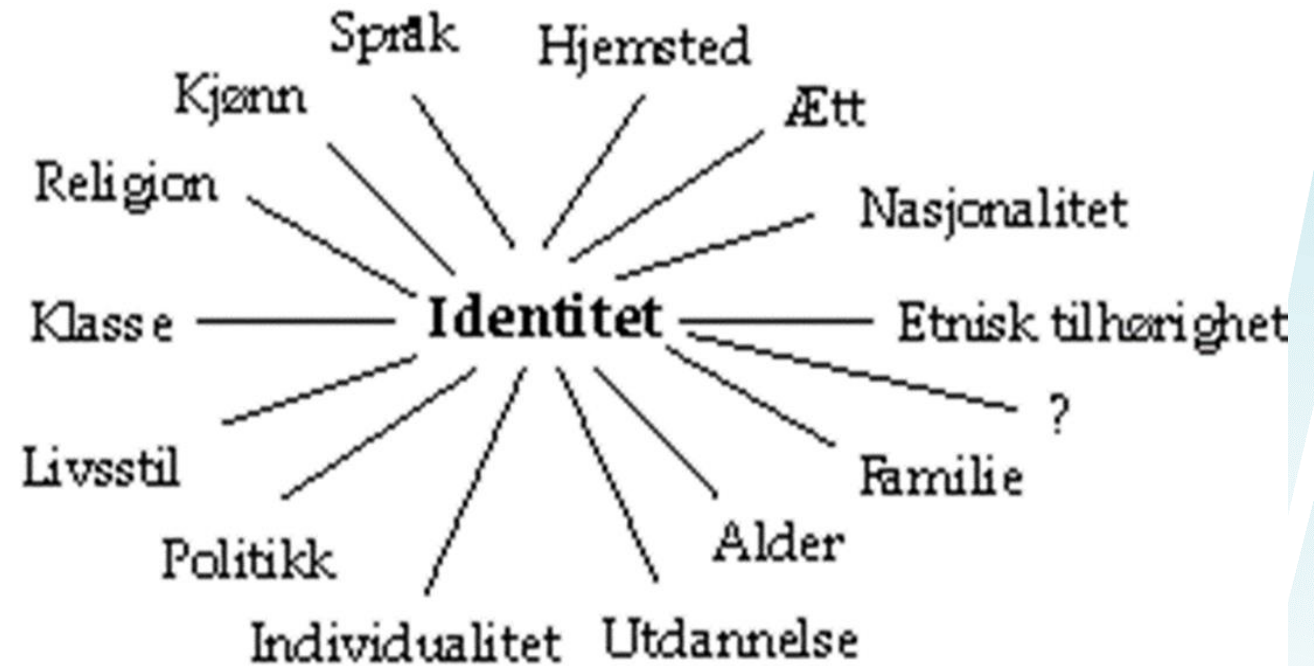 Språk
Hjemsted
Kjønn
Ætt
Religion
Nasjonalitet
Klasse
Identitet
Etnisk tilhørighet
?
Livsstil
Familie
Politikk
Alder
Individualitet
Utdannelse